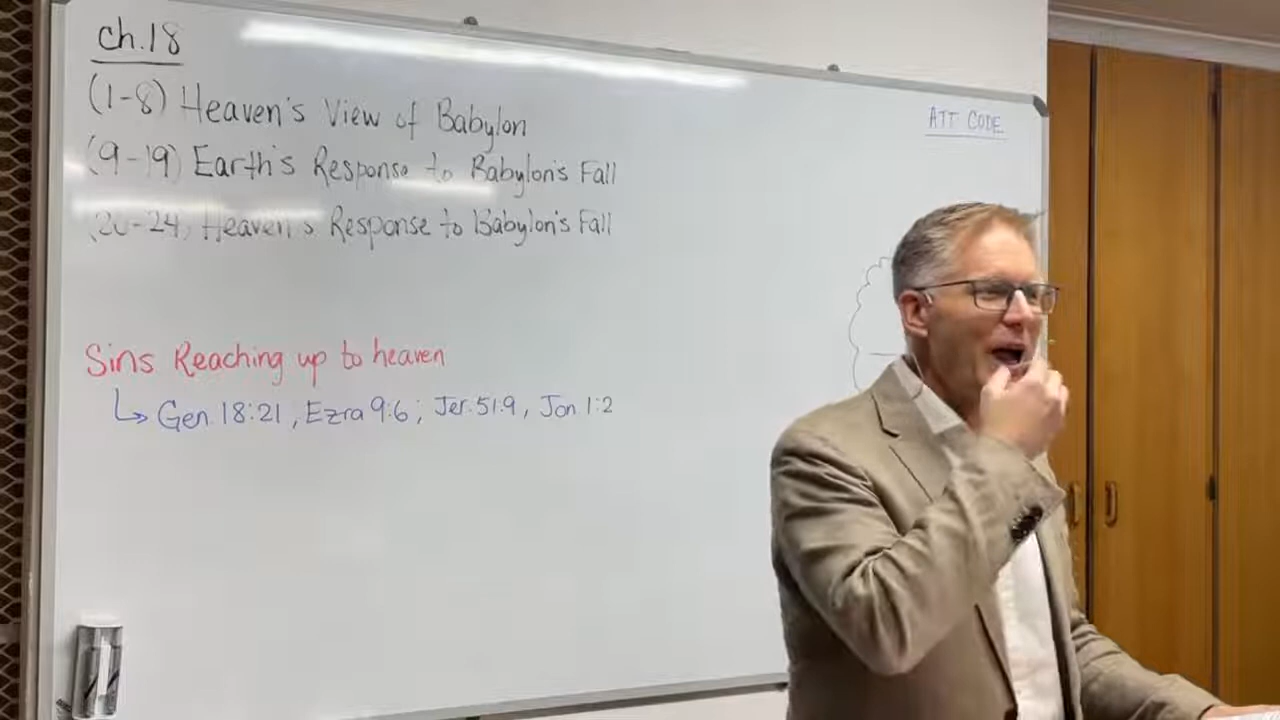 Ch.18
(1-8) Heaven's View of Babylon
(9-19) Earth's Response to Babylon's Fall
(20-24) Heaven's Response to Babylon's Fall
ATT CODE
Sins Reaching up to heaven
↳ Gen. 18:21, Ezra 9:6; Jer. 51:9, Jon 1:2